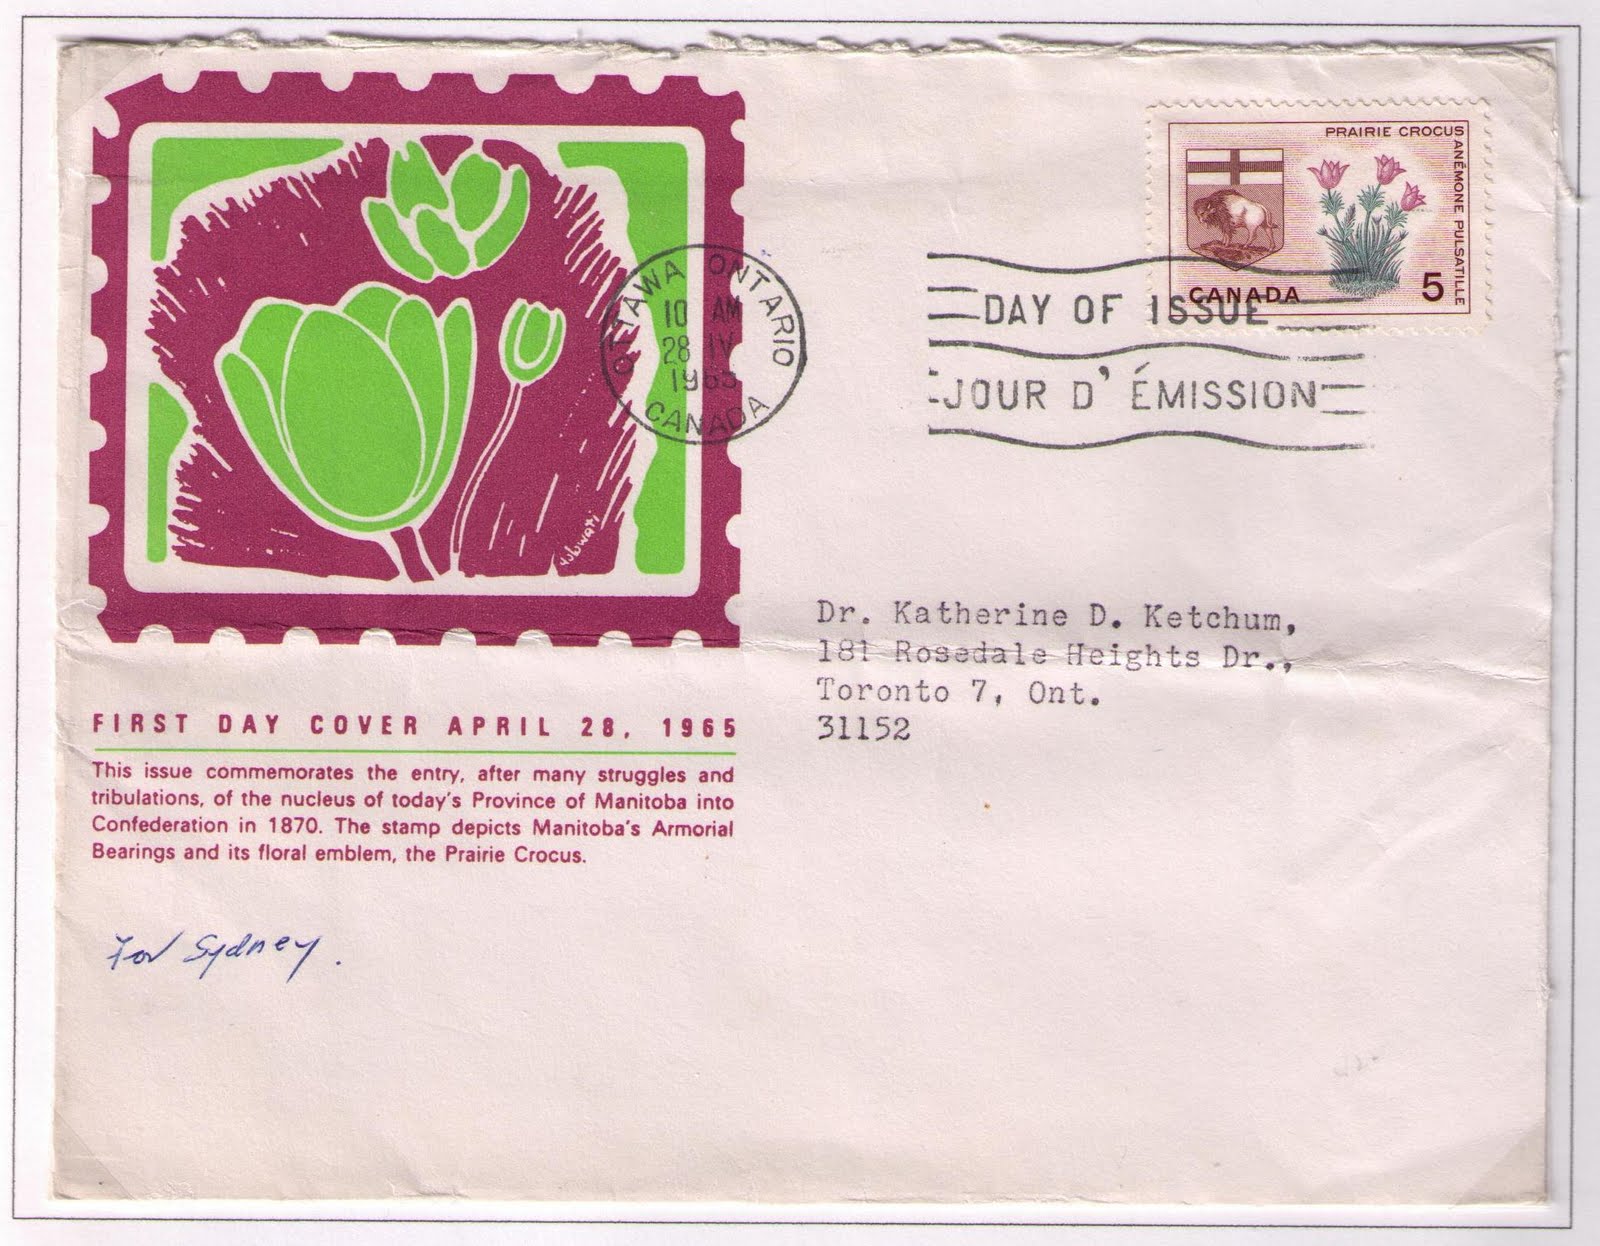 PRAIRIE CROCUS
ANÉMONE PULSATILLE
CANADA 5
OTTAWA ONTARIO
10 AM
28 IV
1965
CANADA
DAY OF ISSUE
JOUR D' ÉMISSION
Dr. Katherine D. Ketchum,
181 Rosedale Heights Dr.,
Toronto 7, Ont.
31152
FIRST DAY COVER APRIL 28, 1965
This issue commemorates the entry, after many struggles and
tribulations, of the nucleus of today's Province of Manitoba into
Confederation in 1870. The stamp depicts Manitoba's Armorial
Bearings and its floral emblem, the Prairie Crocus.
For Sydney.